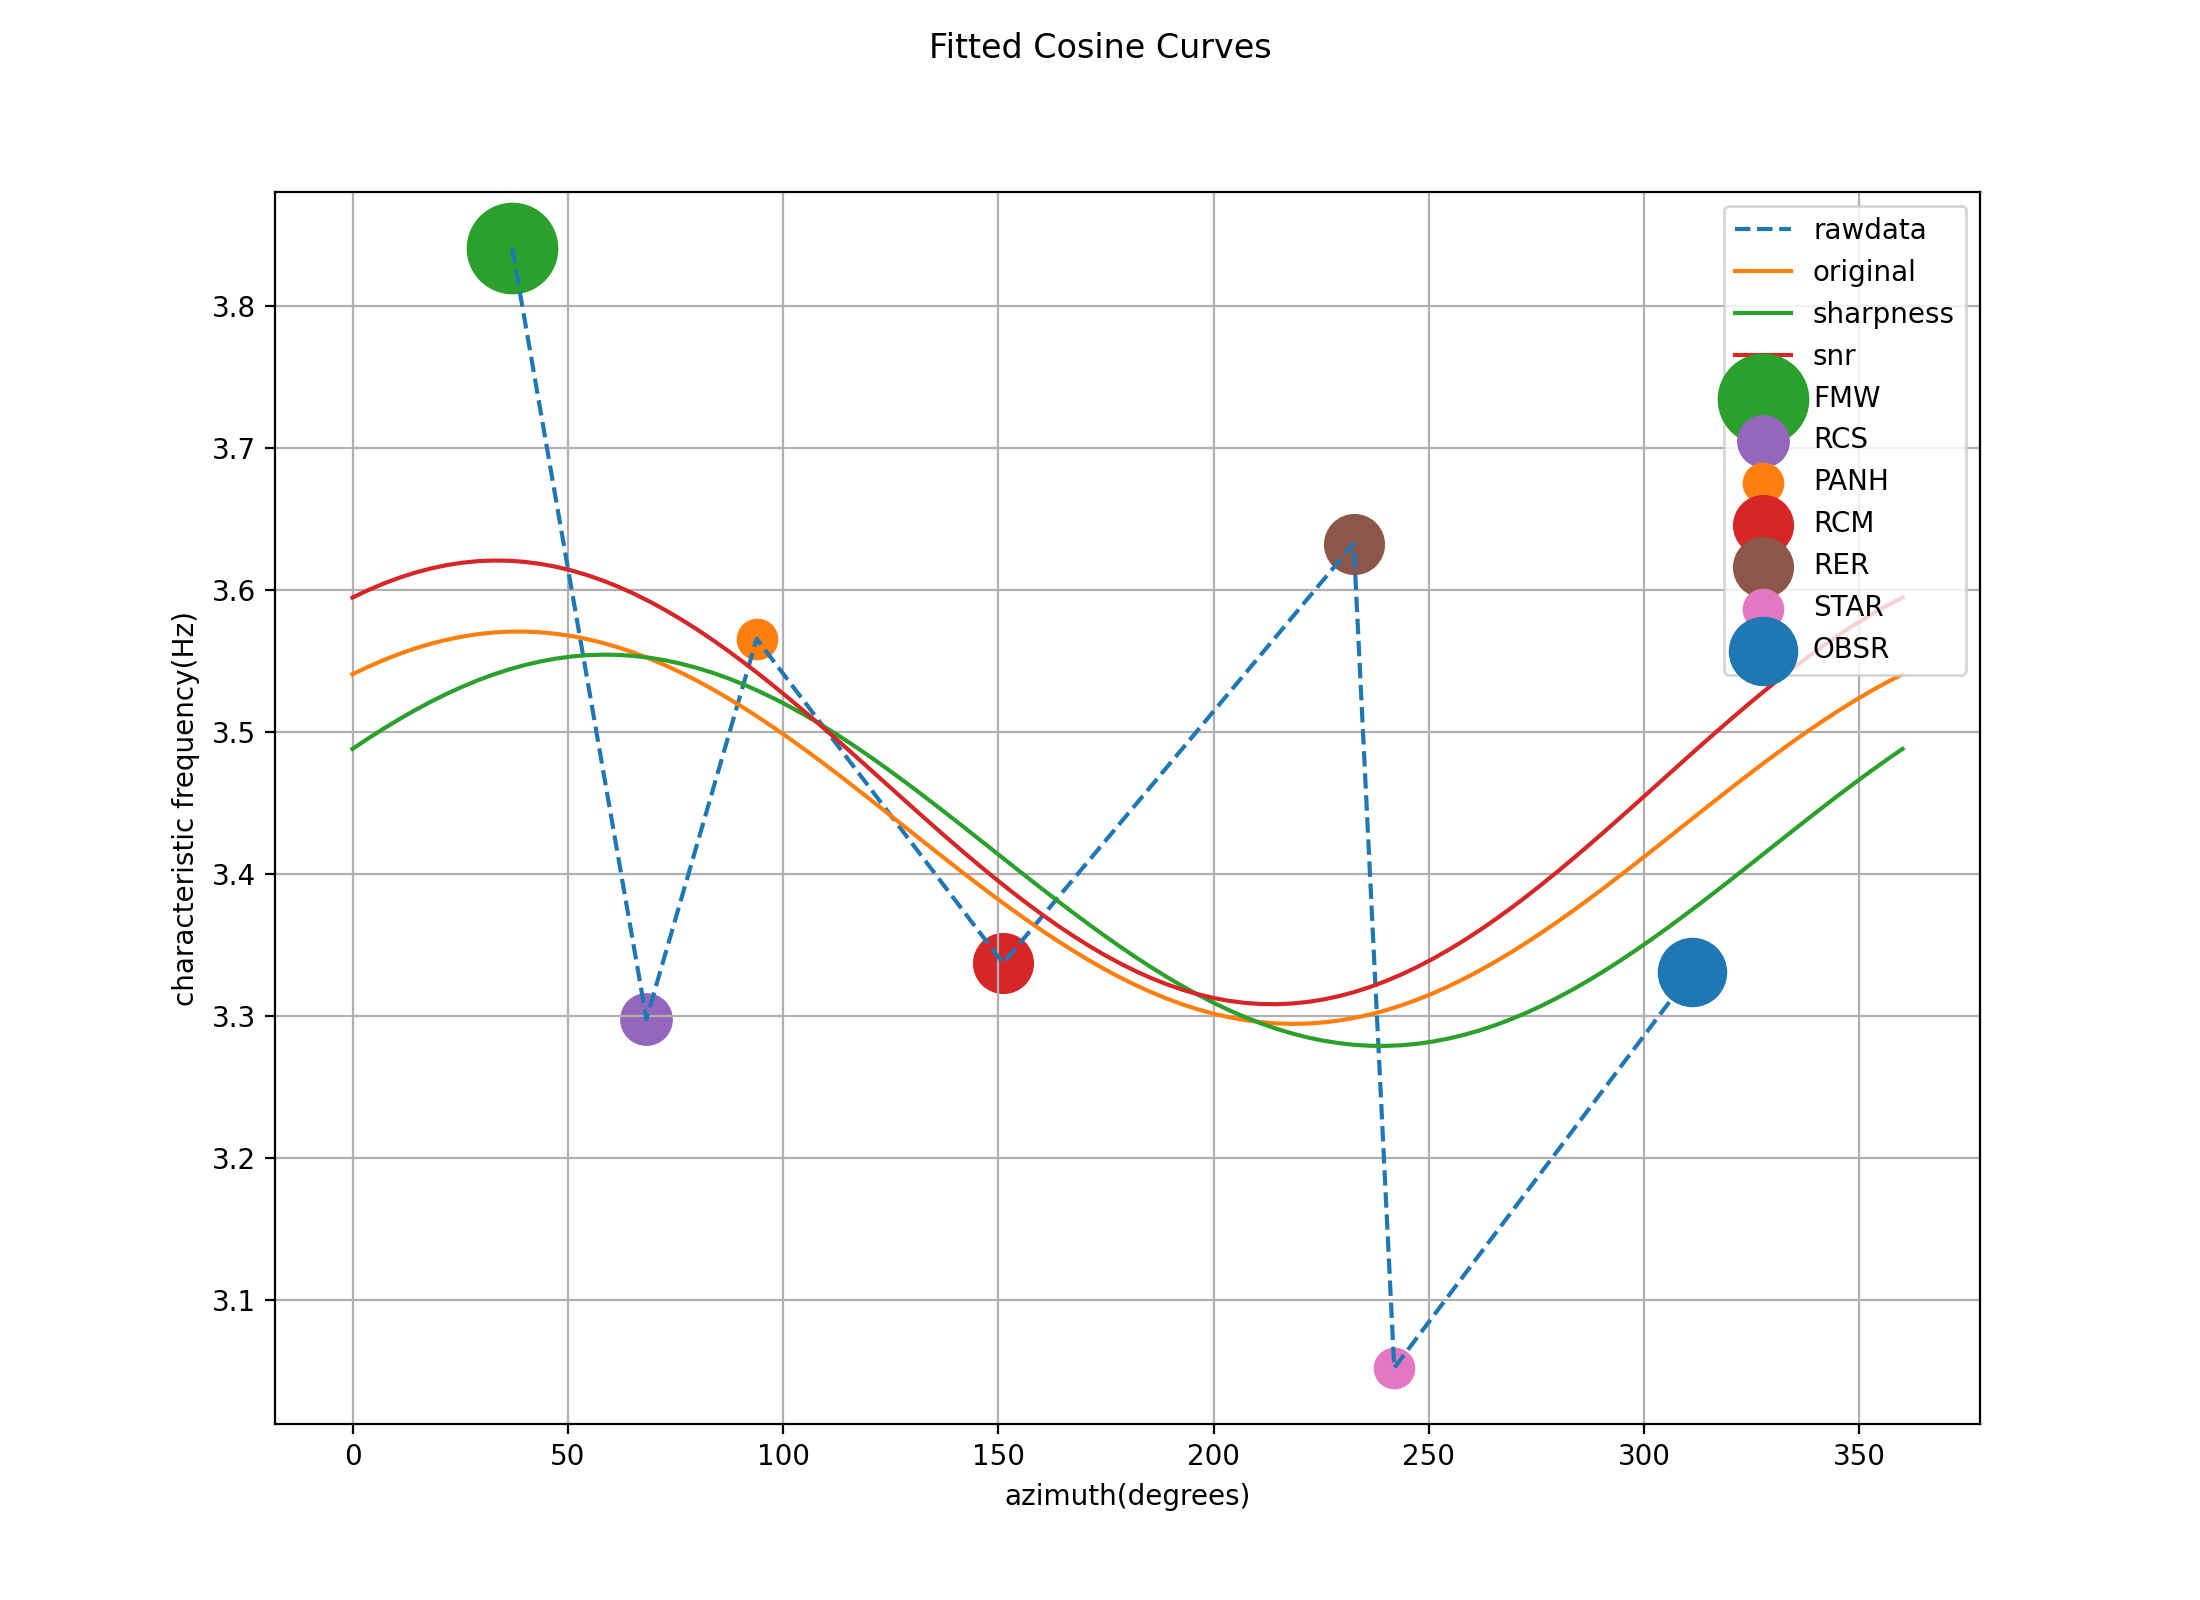 Fitted Cosine Curves
characteristic frequency(Hz)
3.8
3.7
3.6
3.5
3.4
3.3
3.2
3.1
rawdata
original
sharpness
snr
FMW
RCS
PANH
RCM
RER
STAR
OBSR
0 50 100 150 200 250 300 350
azimuth(degrees)